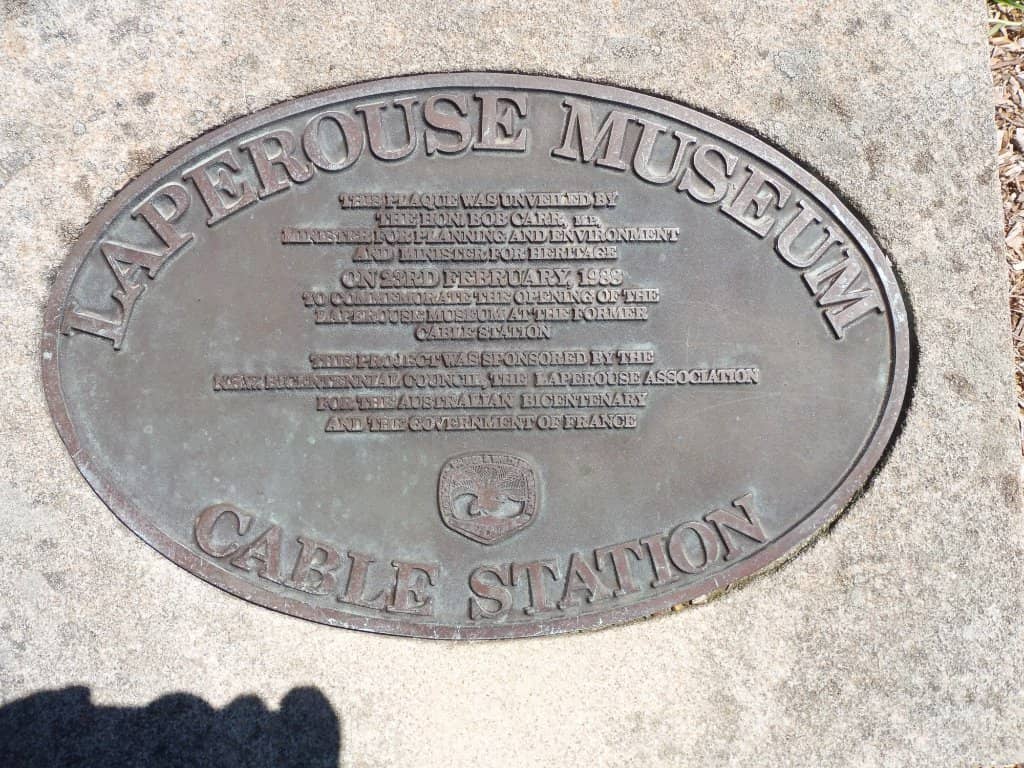 LAPEROUSE MUSEUM
THIS PLAQUE WAS UNVEILED BY
THE HON. BOB CARR, M.P.
MINISTER FOR PLANNING AND ENVIRONMENT
AND MINISTER FOR HERITAGE
ON 23RD FEBRUARY, 1988
TO COMMEMORATE THE OPENING OF THE
LAPEROUSE MUSEUM AT THE FORMER
CABLE STATION
THIS PROJECT WAS SPONSORED BY THE
N.S.W. BICENTENNIAL COUNCIL, THE LAPEROUSE ASSOCIATION
FOR THE AUSTRALIAN BICENTENARY
AND THE GOVERNMENT OF FRANCE
CABLE STATION